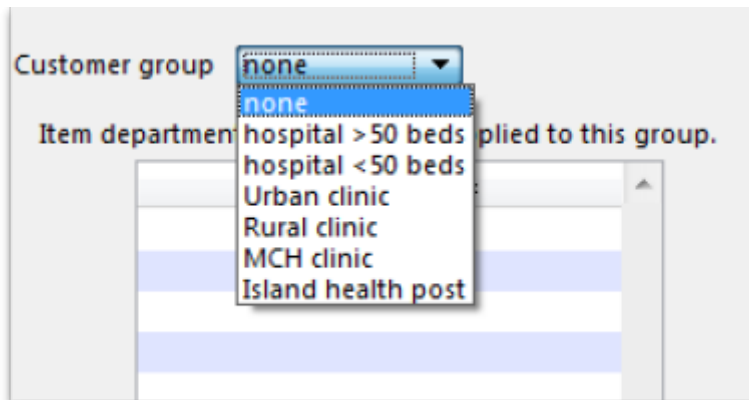 Customer group none
none
Item departmen hospital >50 beds plied to this group.
hospital <50 beds
Urban clinic
Rural clinic
MCH clinic
Island health post